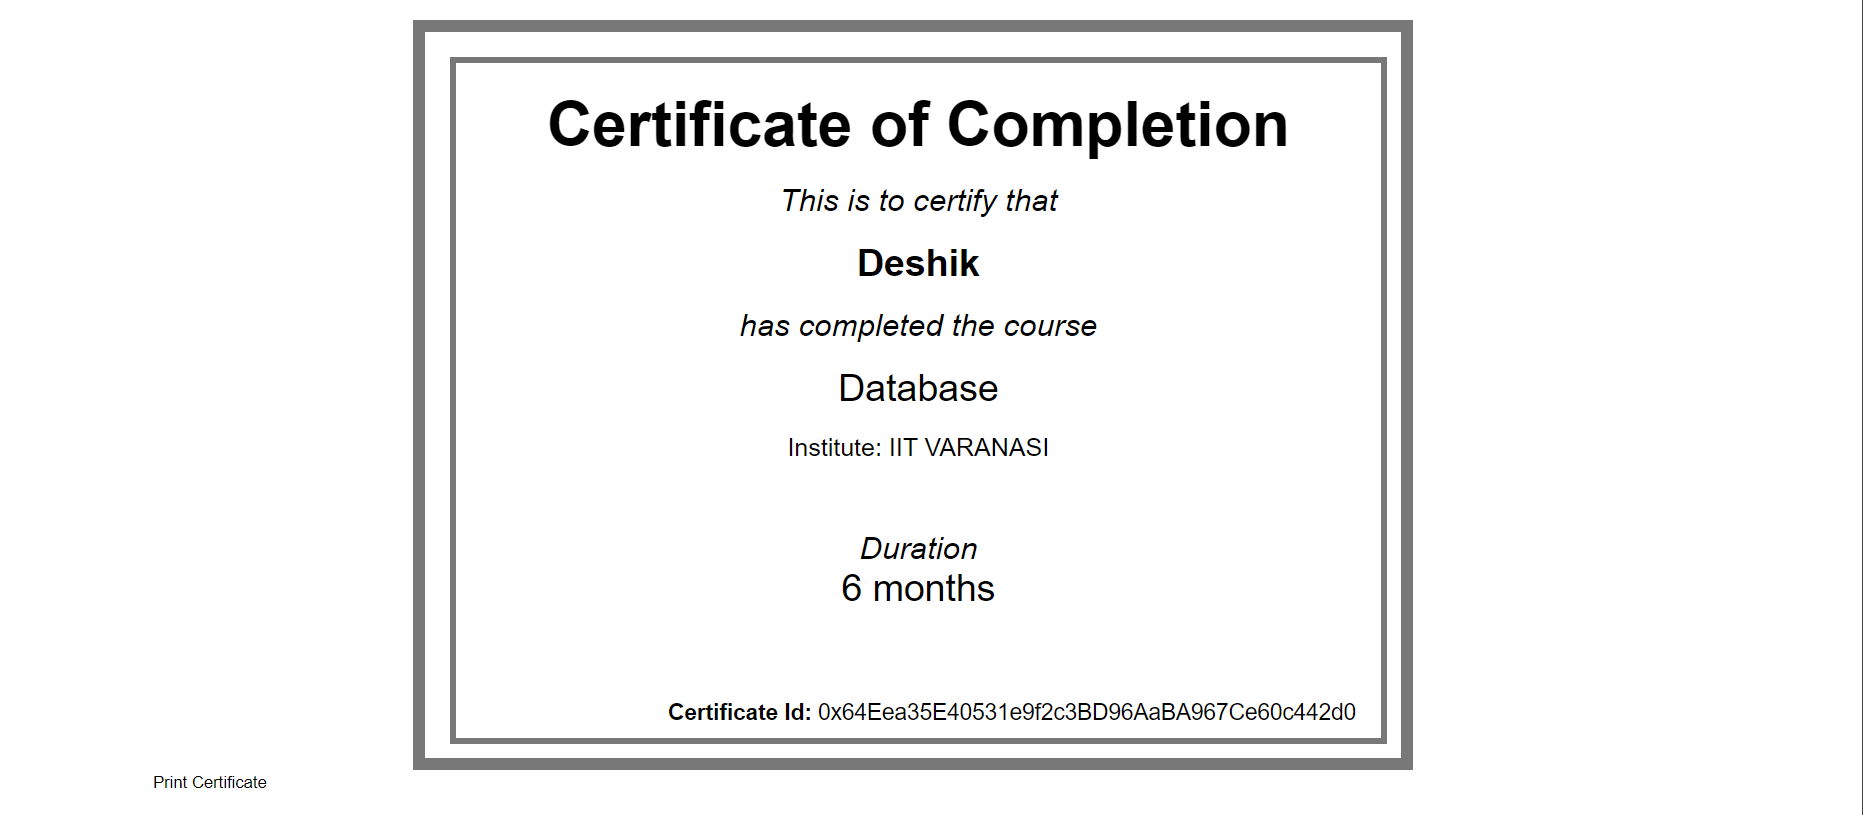 Certificate of Completion
This is to certify that
Deshik
has completed the course
Database
Institute: IIT VARANASI
Duration
6 months
Certificate Id: 0x64Eea35E40531e9f2c3BD96AaBA967Ce60c442d0
Print Certificate